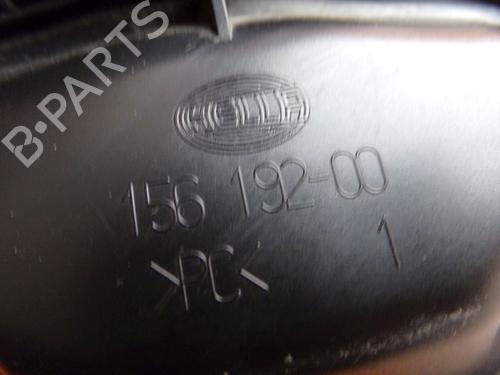 B-PARTS
HELLA
156 192-00
>PC< 1